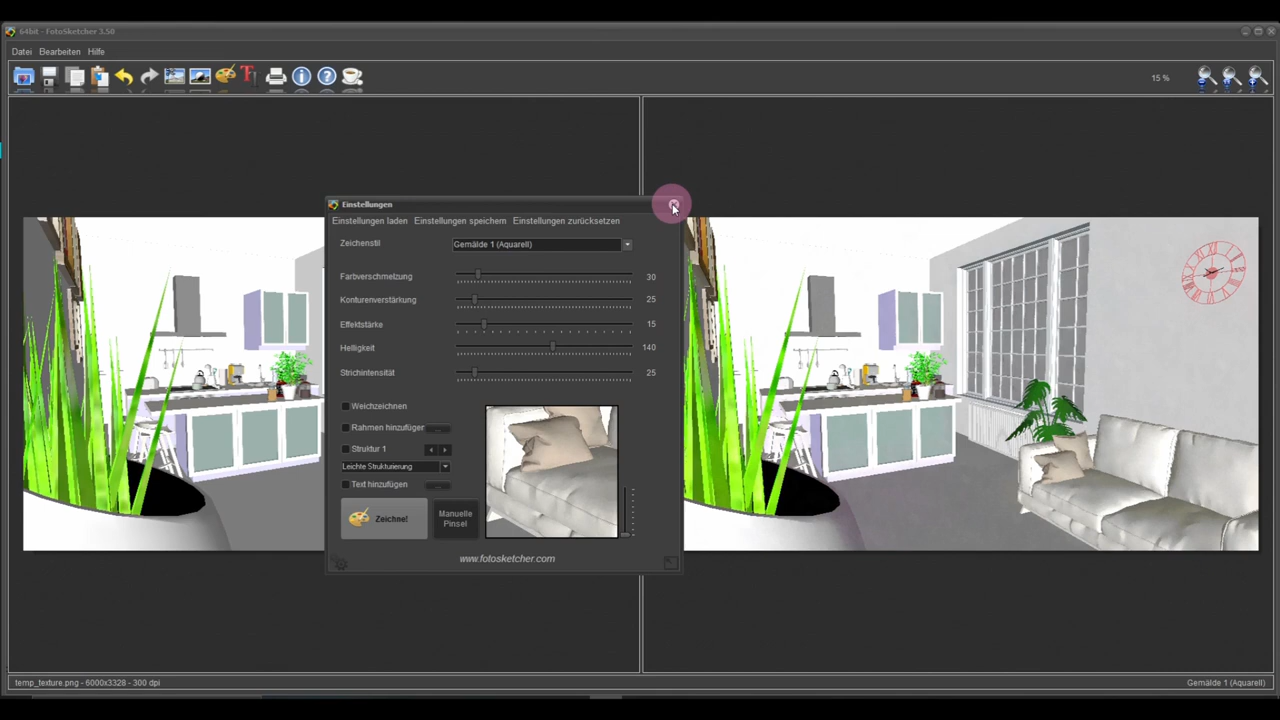 64bit - FotoSketcher 3.50
Datei Bearbeiten Hilfe
15 %
Einstellungen
Einstellungen laden Einstellungen speichern Einstellungen zurücksetzen
Zeichenstil Gemälde 1 (Aquarell)
Farbverschmelzung 30
Konturenverstärkung 25
Effektstärke 15
Helligkeit 140
Strichintensität 25
Weichzeichnen
Rahmen hinzufüger ...
Struktur 1
Leichte Strukturierung
Text hinzufügen ...
Zeichne!
Manuelle
Pinsel
www.fotosketcher.com
temp_texture.png - 6000x3328 - 300 dpi
Gemälde 1 (Aquarell)